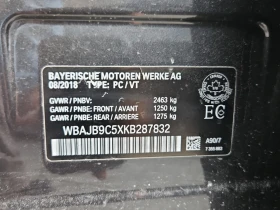 BAYERISCHE MOTOREN WERKE AG
08/2018 TYPE: PC / VT
GVWR / PNBV: 2463 kg
GAWR / PNBE - FRONT / AVANT 1250 kg
GAWR / PNBE - REAR / ARRIERE 1275 kg
WBAJB9C5XKB287832
EC
A90/7